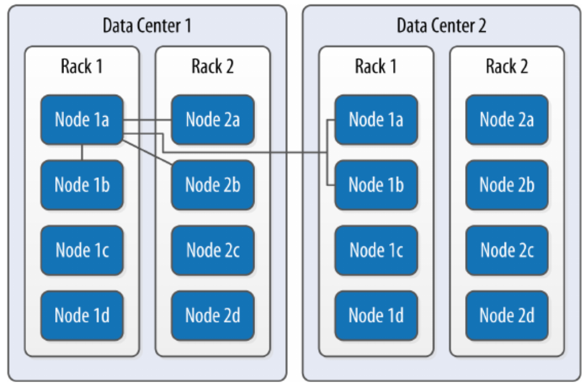 Data Center 1
Rack 1
Node 1a
Node 1b
Node 1c
Node 1d
Rack 2
Node 2a
Node 2b
Node 2c
Node 2d
Data Center 2
Rack 1
Node 1a
Node 1b
Node 1c
Node 1d
Rack 2
Node 2a
Node 2b
Node 2c
Node 2d